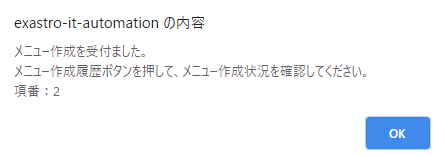 exastro-it-automation の内容
メニュー作成を受付ました。
メニュー作成履歴ボタンを押して、メニュー作成状況を確認してください。
項番：2
OK